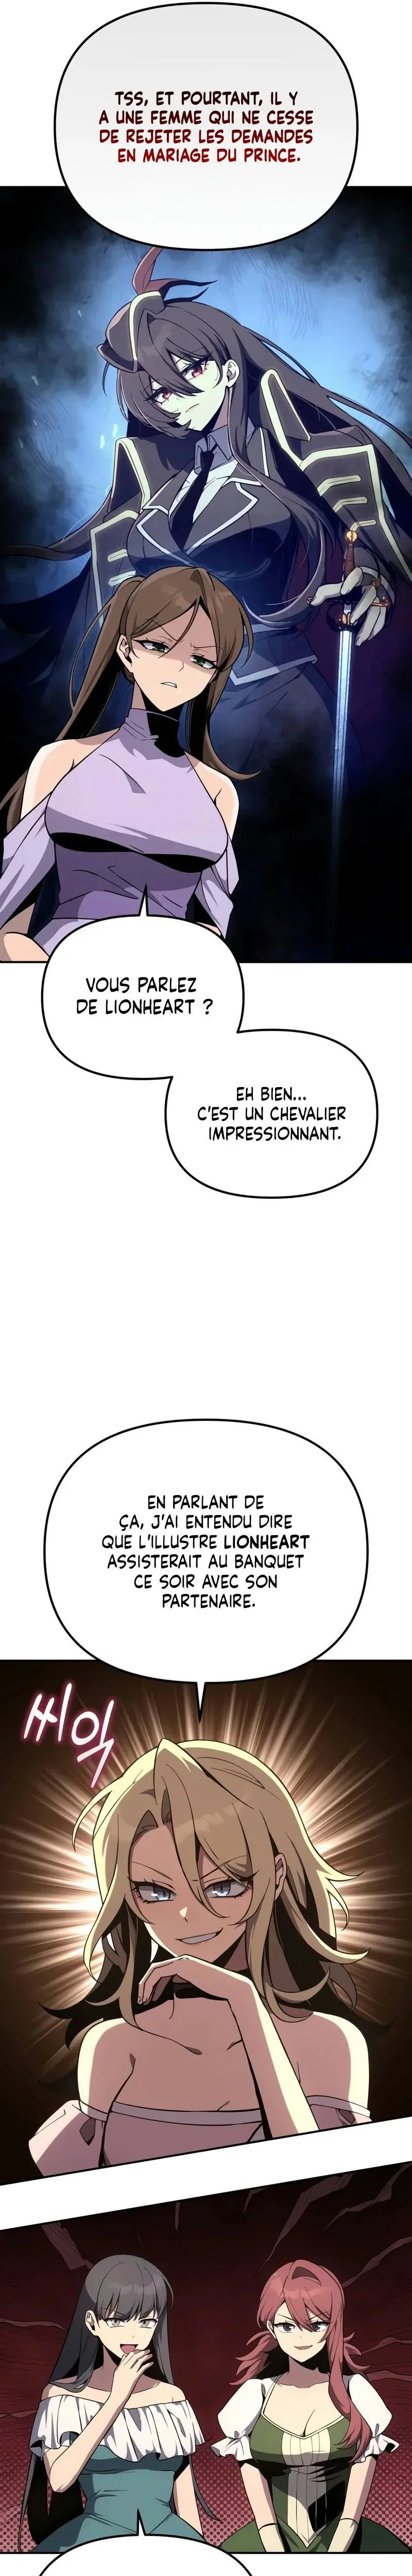 TSS, ET POURTANT, IL Y
A UNE FEMME QUI NE CESSE
DE REJETER LES DEMANDES
EN MARIAGE DU PRINCE.
VOUS PARLEZ
DE LIONHEART ?
EH BIEN...
C'EST UN CHEVALIER
IMPRESSIONNANT.
EN PARLANT DE
ÇA, J'AI ENTENDU DIRE
QUE L'ILLUSTRE LIONHEART
ASSISTERAIT AU BANQUET
CE SOIR AVEC SON
PARTENAIRE.
씨익